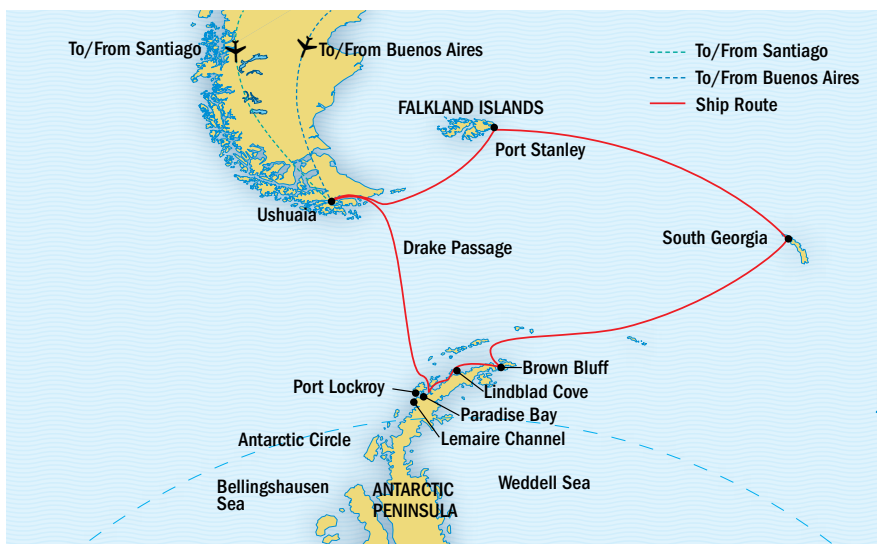 To/From Santiago
To/From Buenos Aires
To/From Santiago
To/From Buenos Aires
Ship Route
FALKLAND ISLANDS
Port Stanley
Ushuaia
South Georgia
Drake Passage
Brown Bluff
Port Lockroy
Lindblad Cove
Paradise Bay
Antarctic Circle
Lemaire Channel
Bellingshausen
Sea
Weddell Sea
ANTARCTIC
PENINSULA